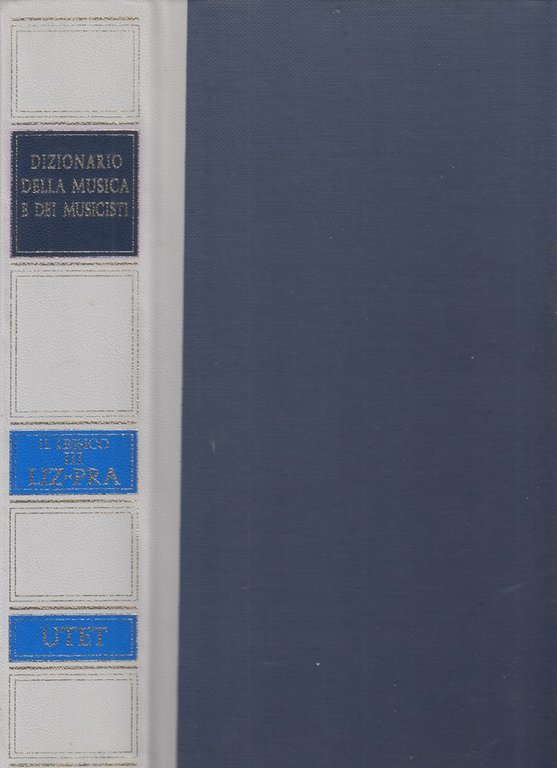 DIZIONARIO
DELLA MUSICA
E DEI MUSICISTI
IL LESSICO
III
LIZ-PRA
UTET